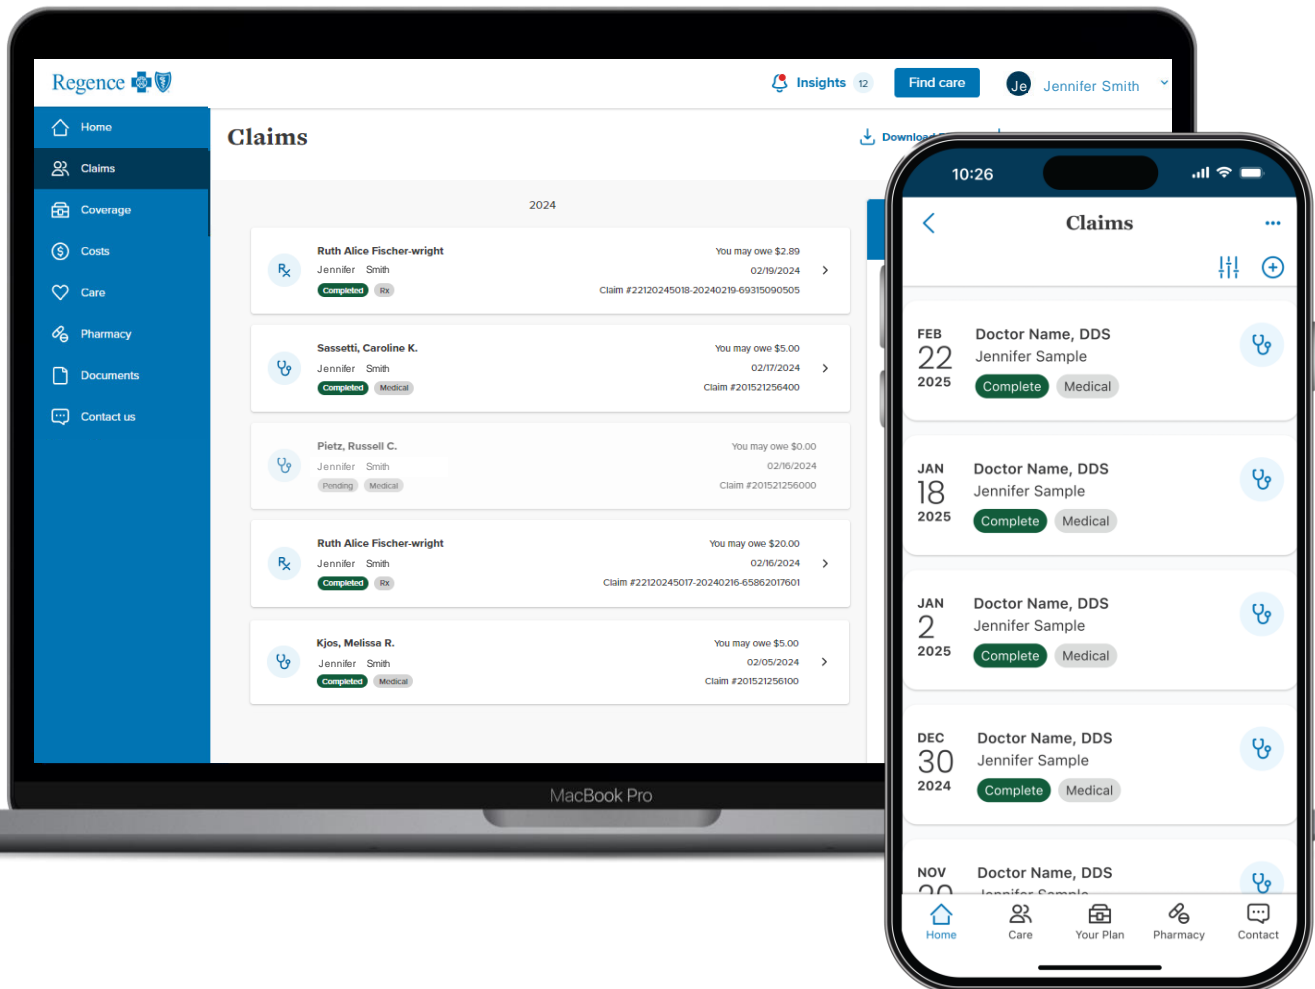 Regence
Insights 12
Find care
Je Jennifer Smith
Home
Claims
Coverage
Costs
Care
Pharmacy
Documents
Contact us
Claims
Download
2024
Ruth Alice Fischer-wright
You may owe $2.89
Jennifer Smith
02/19/2024
Completed Rx
Claim #22120245018-20240219-69315090505
Sassetti, Caroline K.
You may owe $5.00
Jennifer Smith
02/17/2024
Completed Medical
Claim #201521256400
Pietz, Russell C.
You may owe $0.00
Jennifer Smith
02/16/2024
Pending Medical
Claim #201521256000
Ruth Alice Fischer-wright
You may owe $20.00
Jennifer Smith
02/16/2024
Completed Rx
Claim #22120245017-20240216-65862017601
Kjos, Melissa R.
You may owe $5.00
Jennifer Smith
02/05/2024
Completed Medical
Claim #201521256100
MacBook Pro
10:26
Claims
FEB
22
2025
Doctor Name, DDS
Jennifer Sample
Complete Medical
JAN
18
2025
Doctor Name, DDS
Jennifer Sample
Complete Medical
JAN
2
2025
Doctor Name, DDS
Jennifer Sample
Complete Medical
DEC
30
2024
Doctor Name, DDS
Jennifer Sample
Complete Medical
NOV
Doctor Name, DDS
Jennifer Sample
Home
Care
Your Plan
Pharmacy
Contact